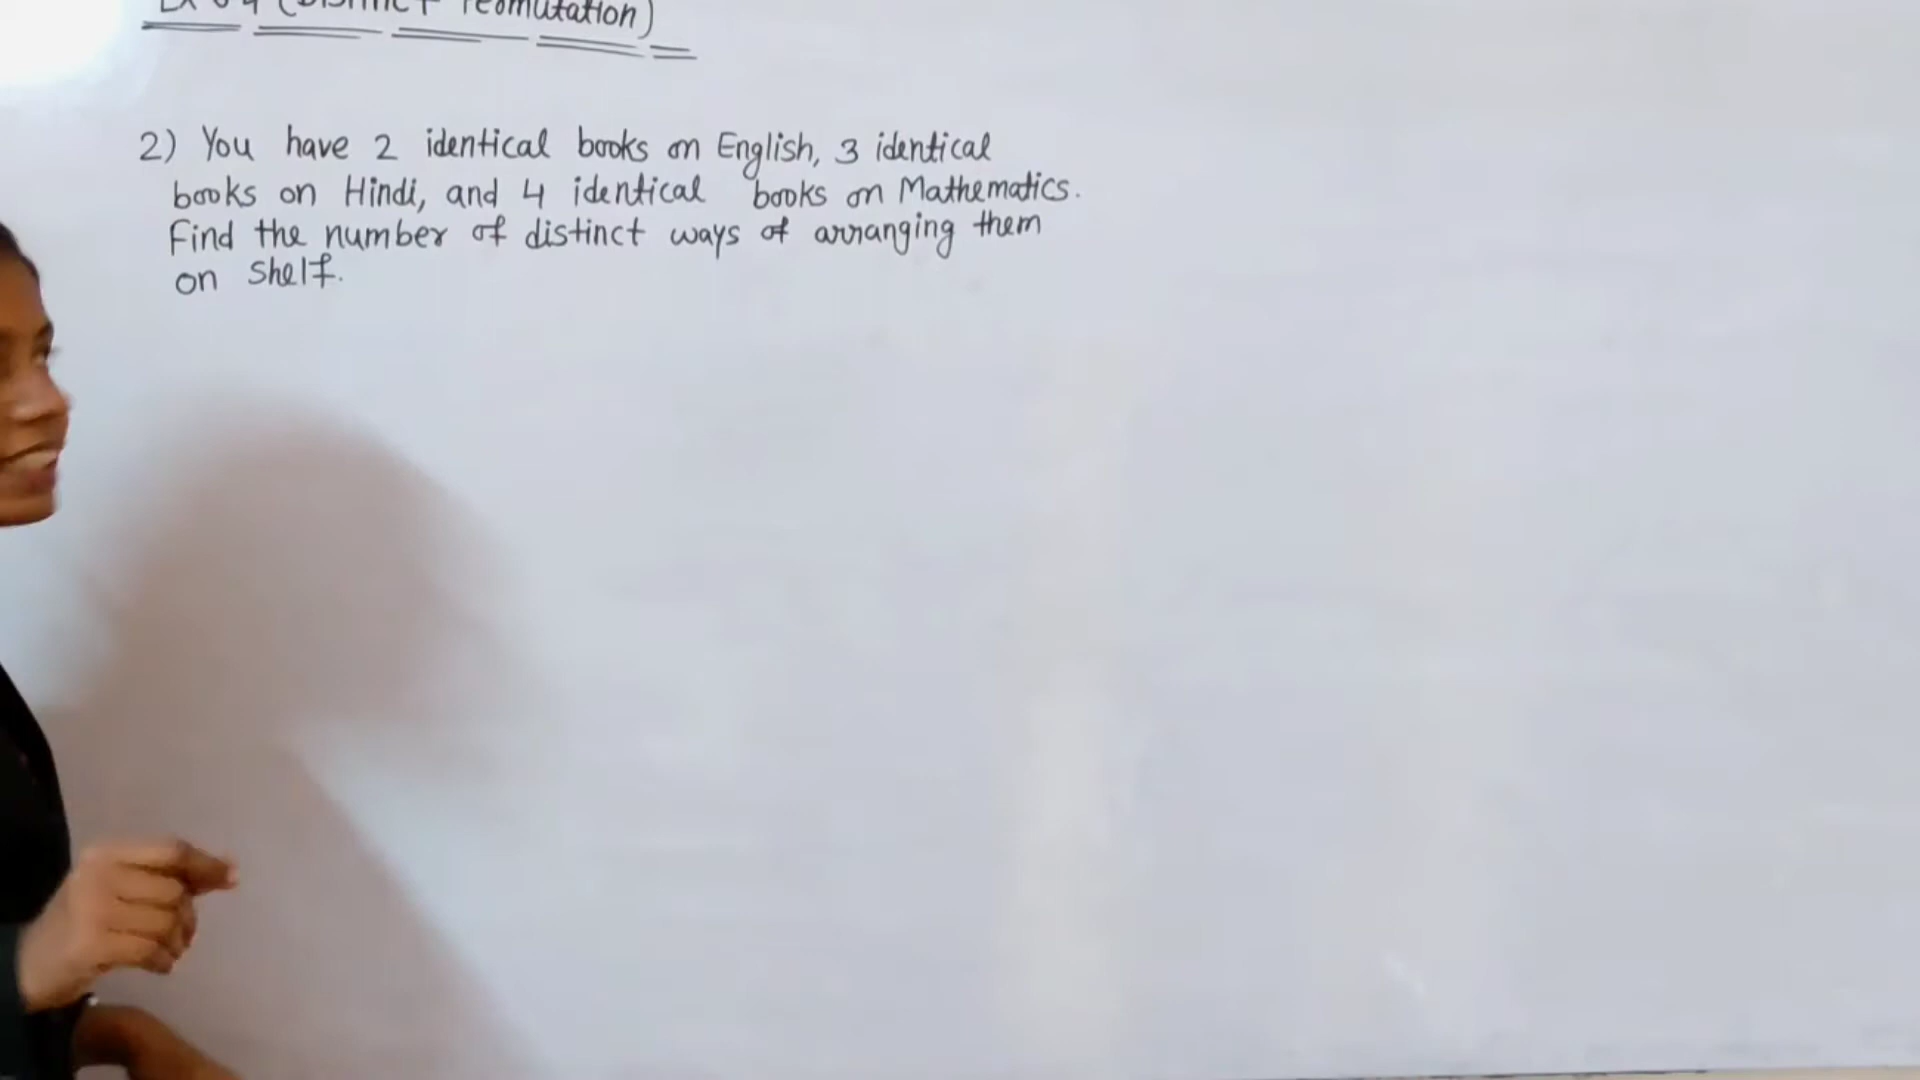 (Distinct
2) You have 2 identical books on English, 3 identical
books on Hindi, and 4 identical books on Mathematics.
Find the number of distinct ways of arranging them
on shelf.